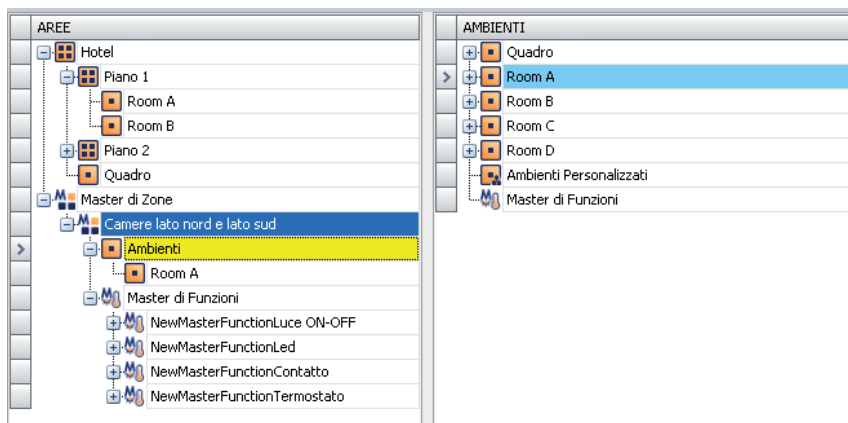 AREE
Hotel
Piano 1
Room A
Room B
Piano 2
Quadro
Master di Zone
Camere lato nord e lato sud
Ambienti
Room A
Master di Funzioni
NewMasterFunctionLuce ON-OFF
NewMasterFunctionLed
NewMasterFunctionContatto
NewMasterFunctionTermostato
AMBIENTI
Quadro
Room A
Room B
Room C
Room D
Ambienti Personalizzati
Master di Funzioni